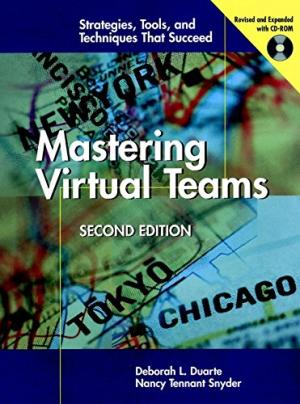 Strategies, Tools, and
Techniques That Succeed
Revised and Expanded
with CD-ROM
NEW YORK
Mastering
Virtual Teams
SECOND EDITION
TŌKYŌ
CHICAGO
Deborah L. Duarte
Nancy Tennant Snyder